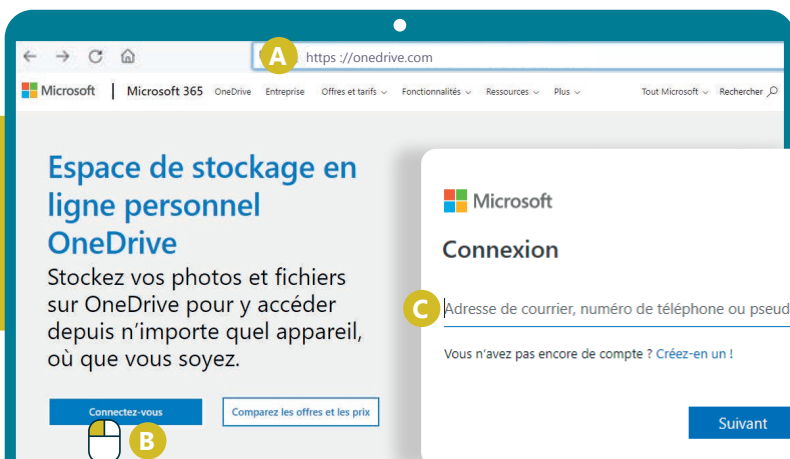 A https ://onedrive.com
Microsoft | Microsoft 365 OneDrive Entreprise Offres et tarifs Fonctionnalités Ressources Plus Tout Microsoft Rechercher
Espace de stockage en
ligne personnel
OneDrive
Stockez vos photos et fichiers
sur OneDrive pour y accéder
depuis n'importe quel appareil,
où que vous soyez.
Connectez-vous
Comparez les offres et les prix
B
Microsoft
Connexion
C
Adresse de courrier, numéro de téléphone ou pseud
Vous n'avez pas encore de compte ? Créez-en un !
Suivant